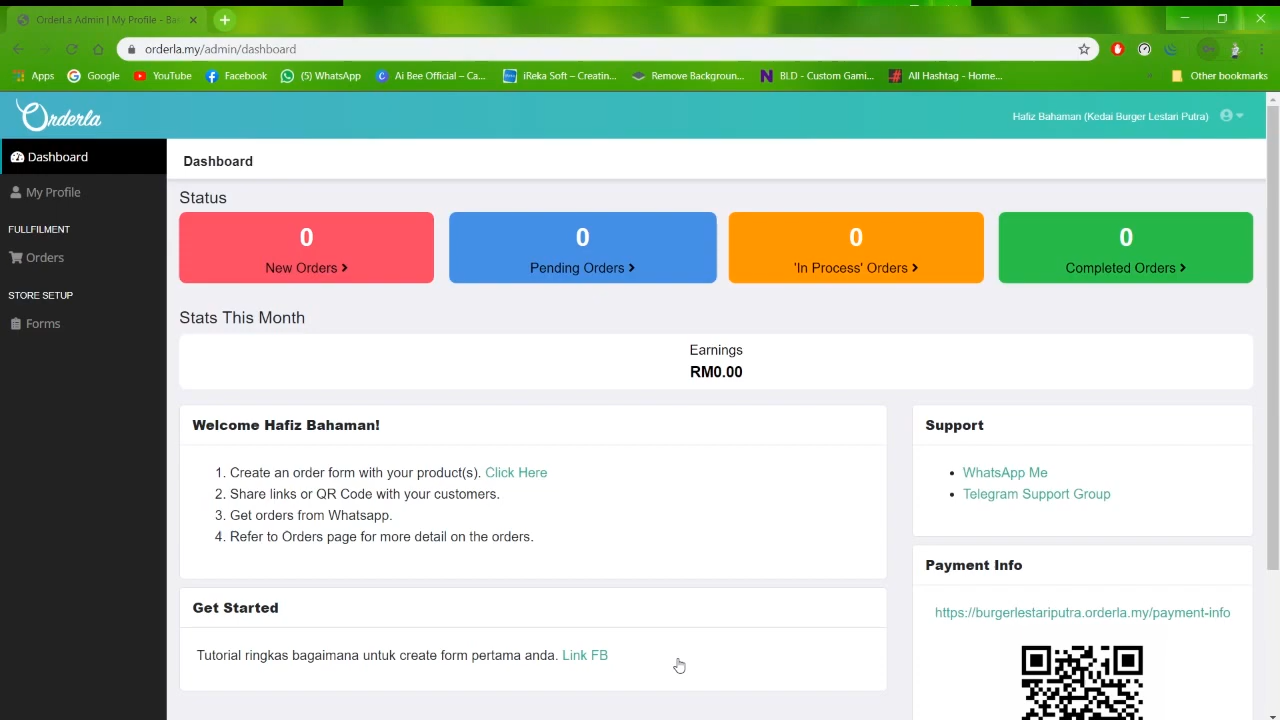 OrderLa Admin | My Profile - Ba
orderla.my/admin/dashboard
Apps
Google
YouTube
Facebook
(5) WhatsApp
Ai Bee Official – Ca...
iReka Soft – Creatin...
Remove Backgroun...
BLD - Custom Gami...
All Hashtag - Home...
Other bookmarks
Orderla
Hafiz Bahaman (Kedai Burger Lestari Putra)
Dashboard
My Profile
FULLFILMENT
Orders
STORE SETUP
Forms
Dashboard
Status
0
New Orders
0
Pending Orders
0
'In Process' Orders
0
Completed Orders
Stats This Month
Earnings
RM0.00
Welcome Hafiz Bahaman!
1. Create an order form with your product(s). Click Here
2. Share links or QR Code with your customers.
3. Get orders from Whatsapp.
4. Refer to Orders page for more detail on the orders.
Get Started
Tutorial ringkas bagaimana untuk create form pertama anda. Link FB
Support
WhatsApp Me
Telegram Support Group
Payment Info
https://burgerlestariputra.orderla.my/payment-info